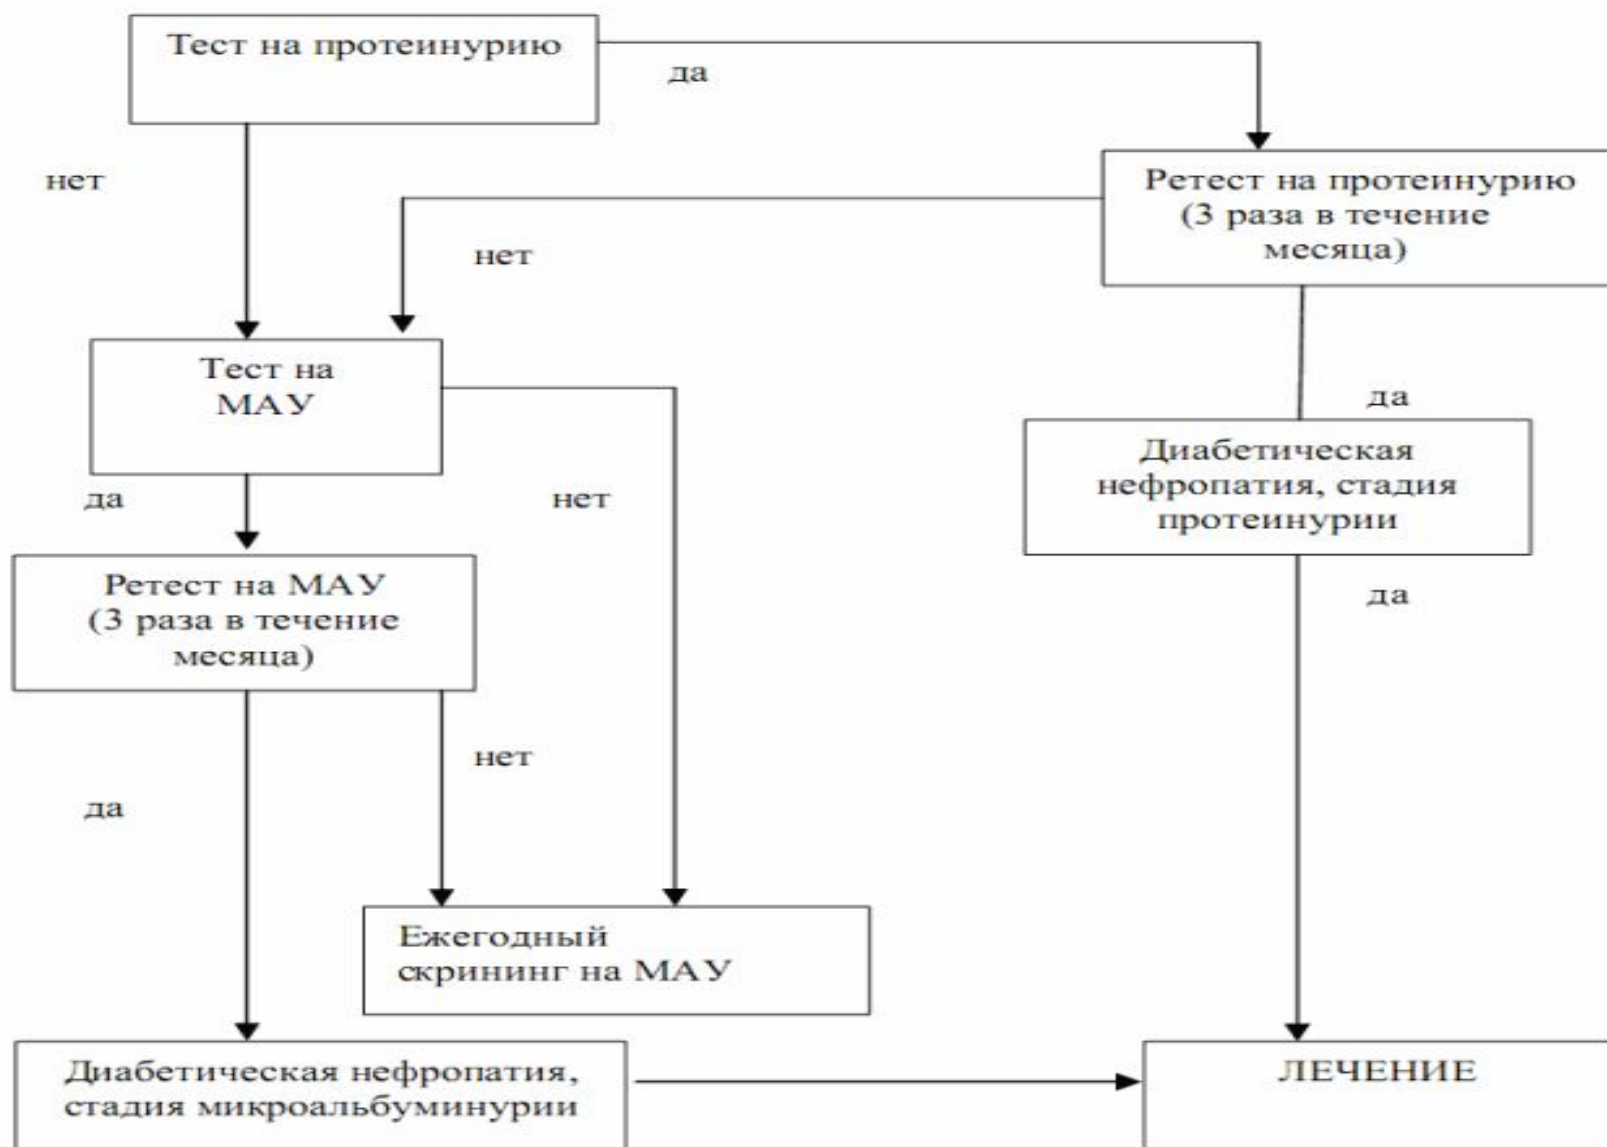 Тест на протеинурию
да
нет
Ретест на протеинурию
(3 раза в течение
месяца)
нет
Тест на
МАУ
да
Диабетическая
нефропатия, стадия
протеинурии
да
нет
Ретест на МАУ
(3 раза в течение
месяца)
да
нет
да
Ежегодный
скрининг на МАУ
Диабетическая нефропатия,
стадия микроальбуминурии
ЛЕЧЕНИЕ